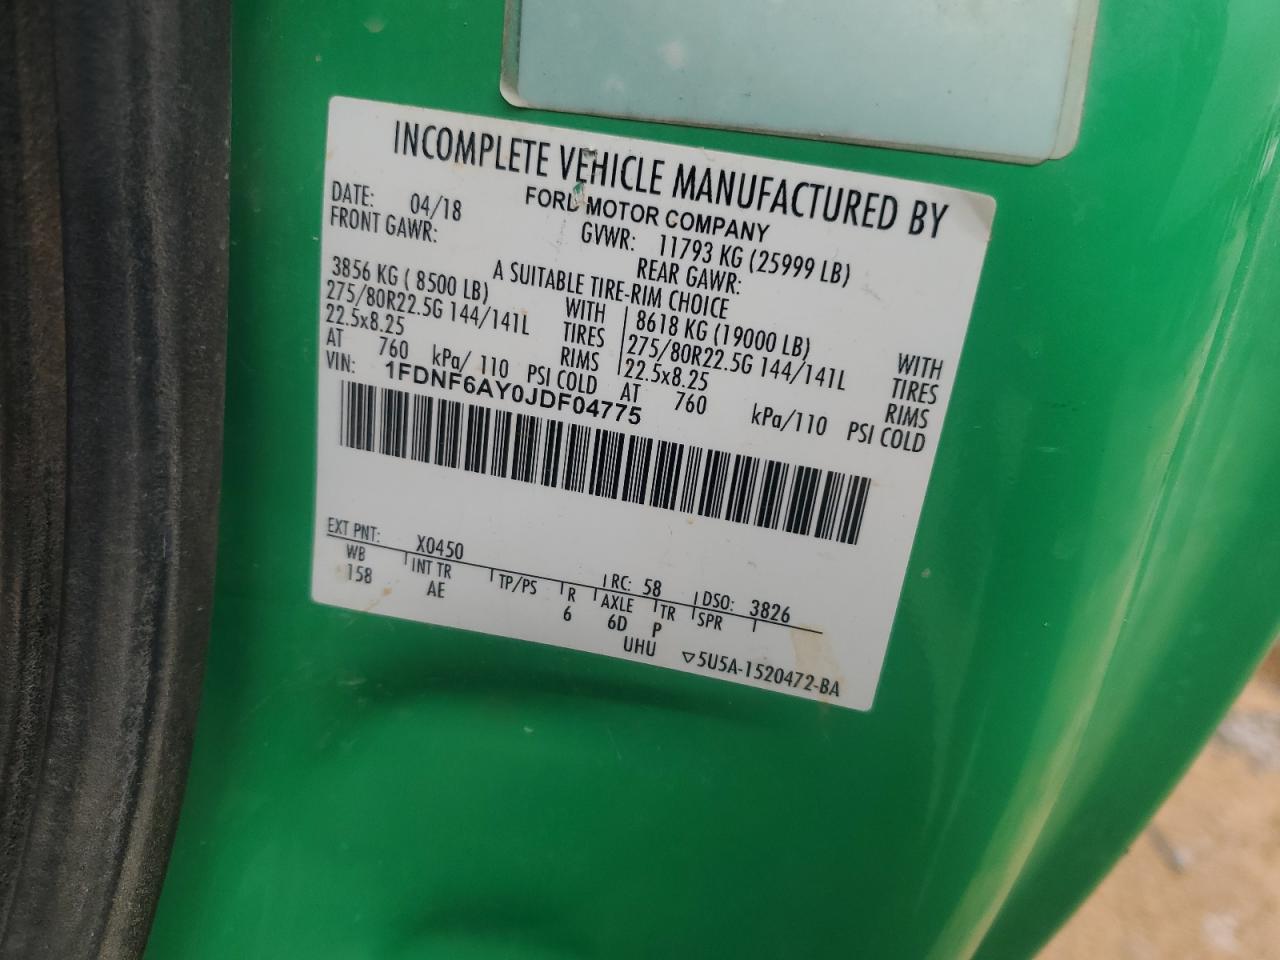 INCOMPLETE VEHICLE MANUFACTURED BY
FORD MOTOR COMPANY
DATE: 04/18 GVWR: 11793 KG (25999 LB)
FRONT GAWR: REAR GAWR:
A SUITABLE TIRE-RIM CHOICE
3856 KG ( 8500 LB) WITH 8618 KG (19000 LB) WITH
275/80R22.5G 144/141L TIRES 275/80R22.5G 144/141L TIRES
22.5x8.25 RIMS 22.5x8.25 RIMS
AT 760 kPa/ 110 PSI COLD AT 760 kPa/110 PSI COLD
VIN: 1FDNF6AY0JDF04775
EXT PNT: X0450 RC: 58 DSO: 3826
WB INT TR TP/PS R AXLE TR SPR
158 AE 6 6D P
UHU ▽5U5A-1520472-BA